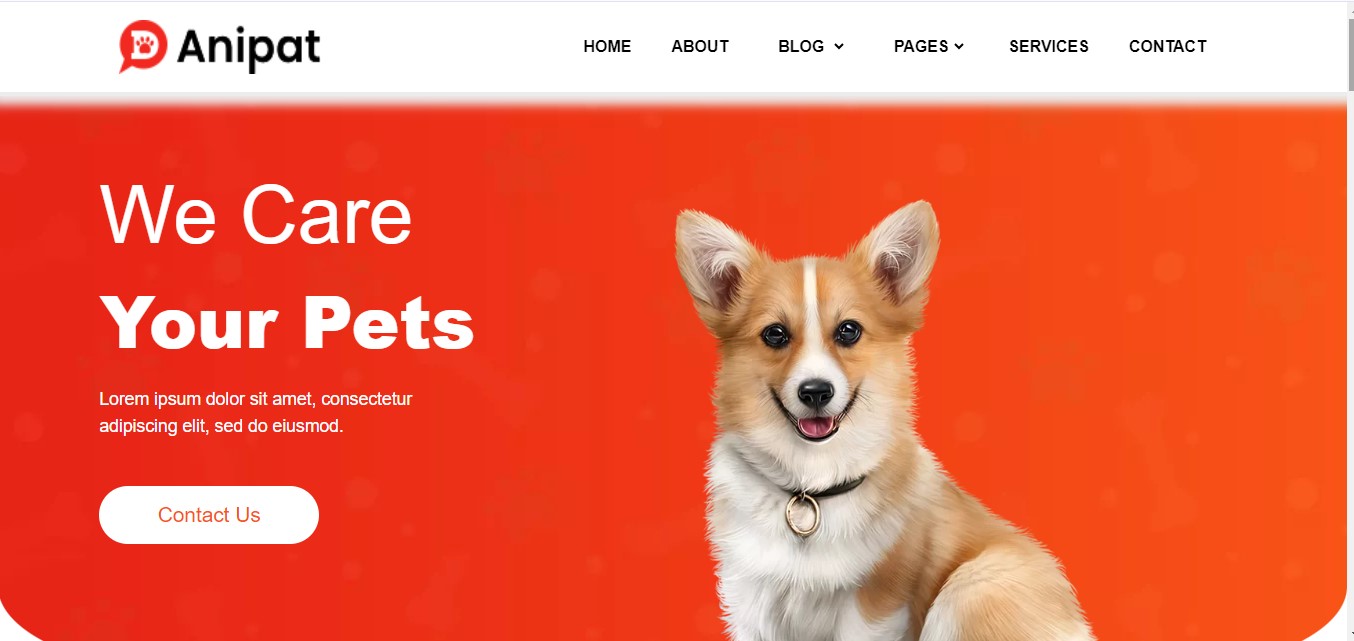 Anipat
HOME ABOUT BLOG PAGES SERVICES CONTACT
We Care
Your Pets
Lorem ipsum dolor sit amet, consectetur
adipiscing elit, sed do eiusmod.
Contact Us